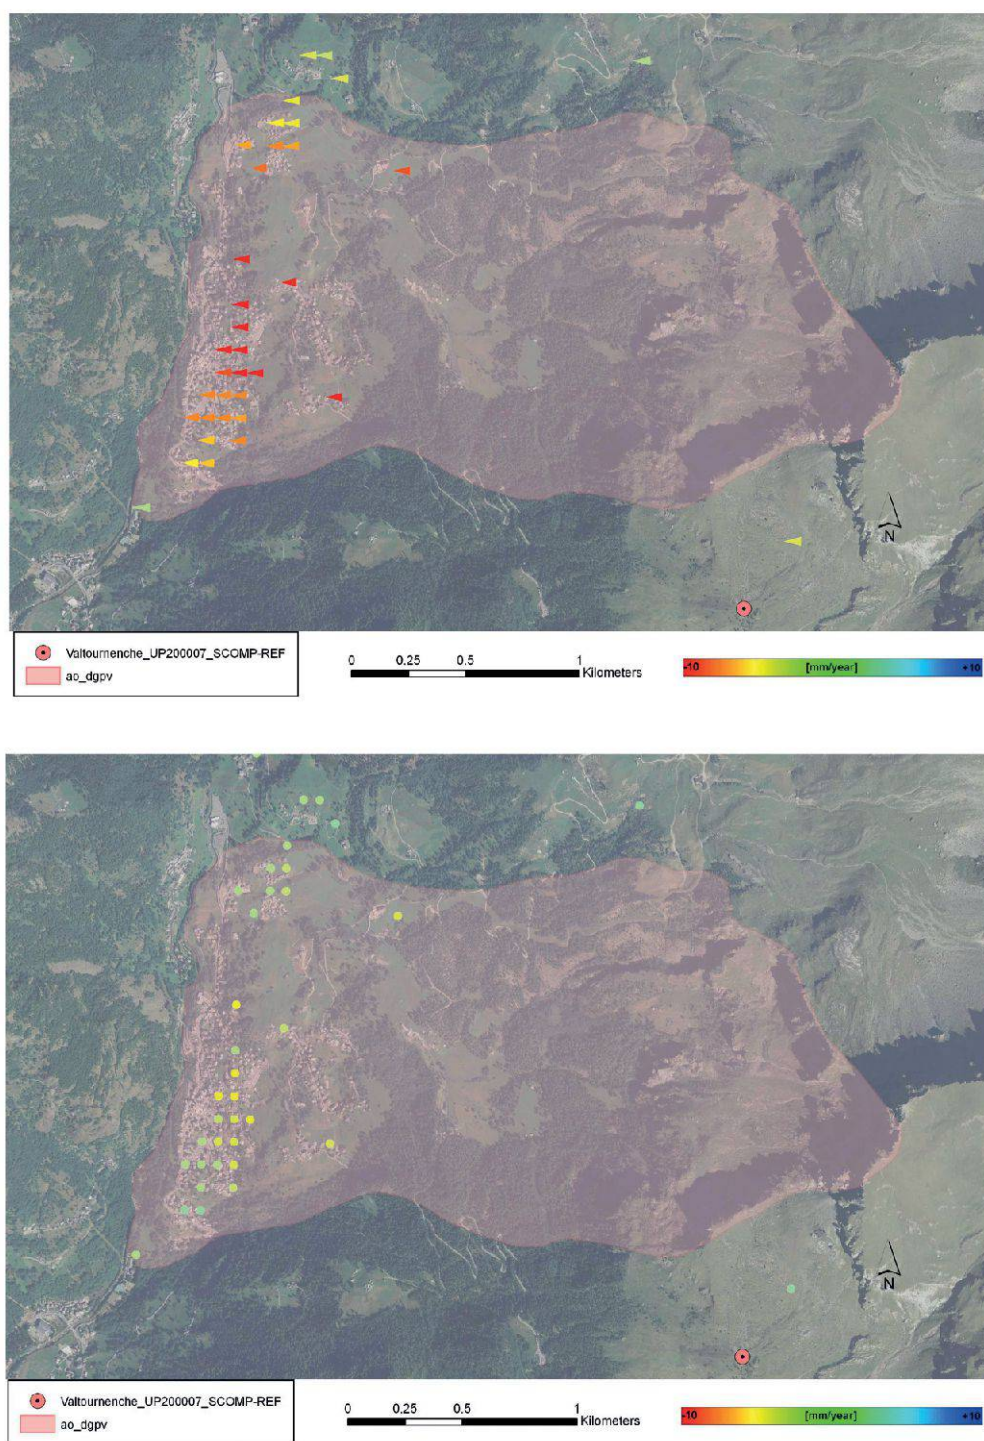 N
Valtournenche_UP200007_SCOMP-REF
ao_dgpv
0 0.25 0.5 1
Kilometers
-10 [mm/year] +10
N
Valtournenche_UP200007_SCOMP-REF
ao_dgpv
0 0.25 0.5 1
Kilometers
-10 [mm/year] +10